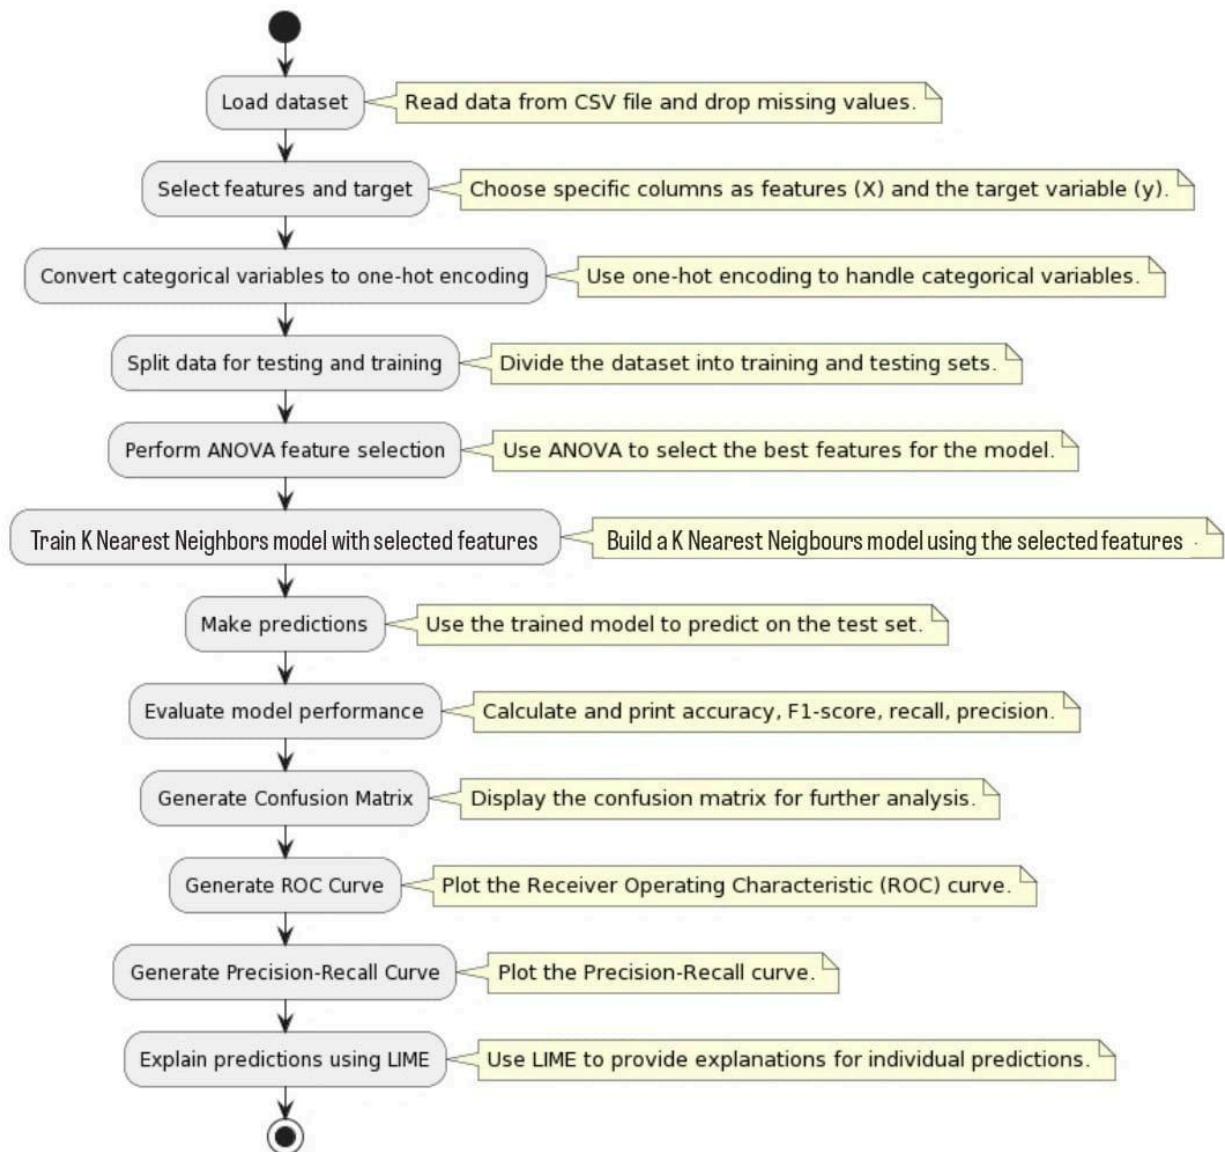 Load dataset
Read data from CSV file and drop missing values.
Select features and target
Choose specific columns as features (X) and the target variable (y).
Convert categorical variables to one-hot encoding
Use one-hot encoding to handle categorical variables.
Split data for testing and training
Divide the dataset into training and testing sets.
Perform ANOVA feature selection
Use ANOVA to select the best features for the model.
Train K Nearest Neighbors model with selected features
Build a K Nearest Neigbours model using the selected features .
Make predictions
Use the trained model to predict on the test set.
Evaluate model performance
Calculate and print accuracy, F1-score, recall, precision.
Generate Confusion Matrix
Display the confusion matrix for further analysis.
Generate ROC Curve
Plot the Receiver Operating Characteristic (ROC) curve.
Generate Precision-Recall Curve
Plot the Precision-Recall curve.
Explain predictions using LIME
Use LIME to provide explanations for individual predictions.